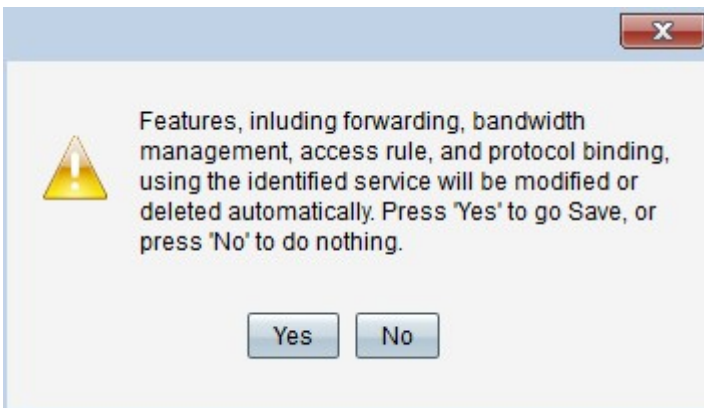 Features, inluding forwarding, bandwidth
management, access rule, and protocol binding,
using the identified service will be modified or
deleted automatically. Press 'Yes' to go Save, or
press 'No' to do nothing.
Yes No